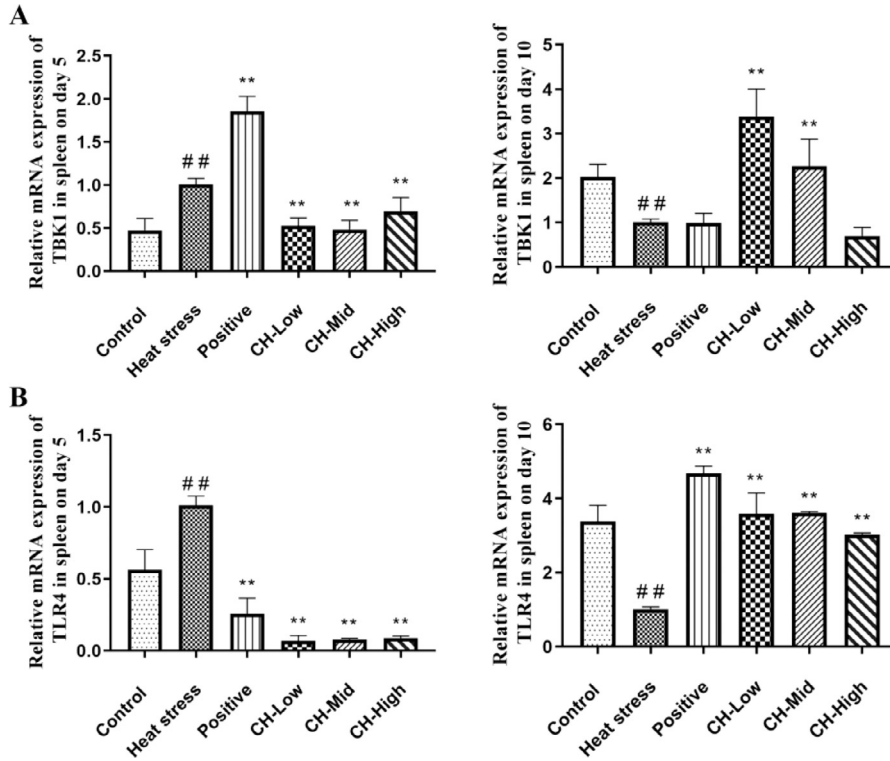 A
Relative mRNA expression of
TBK1 in spleen on day 5
2.5
2.0
1.5
1.0
0.5
0.0
##
**
**
**
**
Control
Heat stress
Positive
CH-Low
CH-Mid
CH-High
Relative mRNA expression of
TBK1 in spleen on day 10
6
4
3
2
1
0
##
**
**
Control
Heat stress
Positive
CH-Low
CH-Mid
CH-High
B
Relative mRNA expression of
TLR4 in spleen on day 5
1.5
1.0
0.5
0.0
##
**
**
**
**
Control
Heat stress
Positive
CH-Low
CH-Mid
CH-High
Relative mRNA expression of
TLR4 in spleen on day 10
6
4
2
0
##
**
**
**
**
Control
Heat stress
Positive
CH-Low
CH-Mid
CH-High